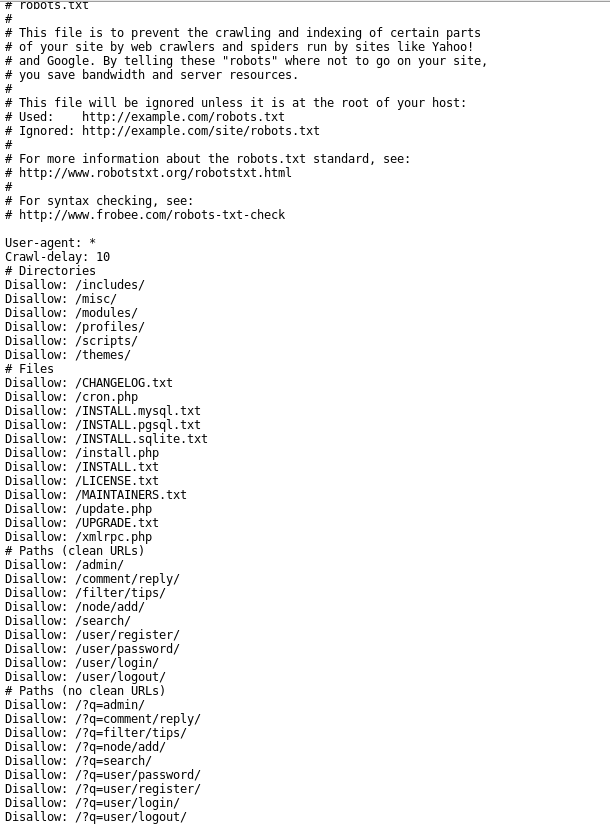 # robots.txt
#
# This file is to prevent the crawling and indexing of certain parts
# of your site by web crawlers and spiders run by sites like Yahoo!
# and Google. By telling these "robots" where not to go on your site,
# you save bandwidth and server resources.
#
# This file will be ignored unless it is at the root of your host:
# Used:    http://example.com/robots.txt
# Ignored: http://example.com/site/robots.txt
#
# For more information about the robots.txt standard, see:
# http://www.robotstxt.org/robotstxt.html
#
# For syntax checking, see:
# http://www.frobee.com/robots-txt-check

User-agent: *
Crawl-delay: 10
# Directories
Disallow: /includes/
Disallow: /misc/
Disallow: /modules/
Disallow: /profiles/
Disallow: /scripts/
Disallow: /themes/
# Files
Disallow: /CHANGELOG.txt
Disallow: /cron.php
Disallow: /INSTALL.mysql.txt
Disallow: /INSTALL.pgsql.txt
Disallow: /INSTALL.sqlite.txt
Disallow: /install.php
Disallow: /INSTALL.txt
Disallow: /LICENSE.txt
Disallow: /MAINTAINERS.txt
Disallow: /update.php
Disallow: /UPGRADE.txt
Disallow: /xmlrpc.php
# Paths (clean URLs)
Disallow: /admin/
Disallow: /comment/reply/
Disallow: /filter/tips/
Disallow: /node/add/
Disallow: /search/
Disallow: /user/register/
Disallow: /user/password/
Disallow: /user/login/
Disallow: /user/logout/
# Paths (no clean URLs)
Disallow: /?q=admin/
Disallow: /?q=comment/reply/
Disallow: /?q=filter/tips/
Disallow: /?q=node/add/
Disallow: /?q=search/
Disallow: /?q=user/password/
Disallow: /?q=user/register/
Disallow: /?q=user/login/
Disallow: /?q=user/logout/